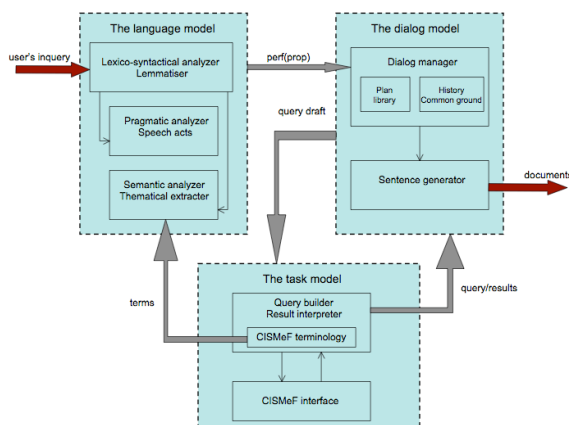 The language model
The dialog model
user's inquery
Lexico-syntactical analyzer
Lemmatiser
perf(prop)
Dialog manager
Plan
library
History
Common ground
Pragmatic analyzer
Speech acts
query draft
Semantic analyzer
Thematical extracter
Sentence generator
documents
The task model
terms
Query builder
Result interpreter
query/results
CISMeF terminology
CISMeF interface